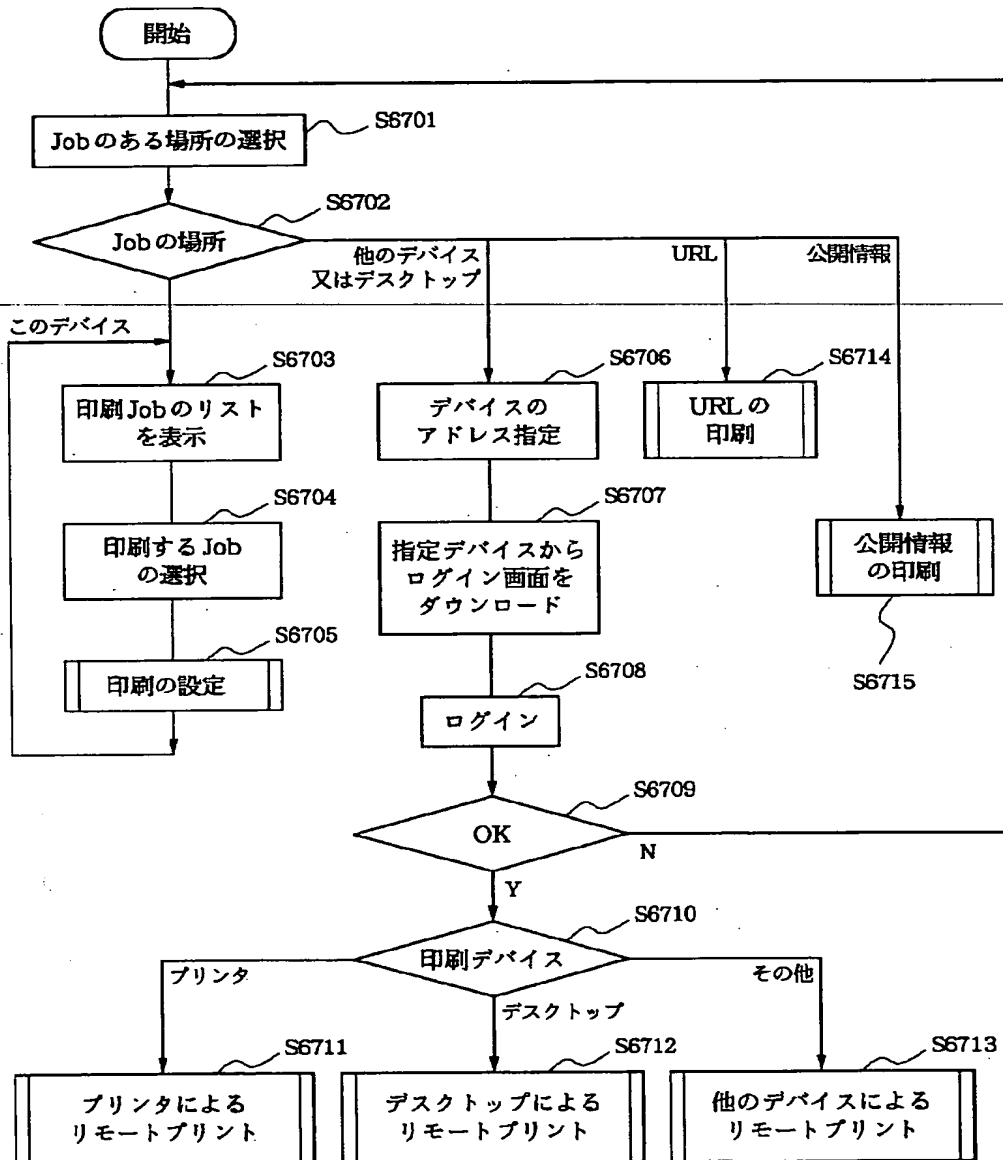 開始
Jobのある場所の選択
S6701
S6702
Jobの場所
他のデバイス
又はデスクトップ
URL
公開情報
このデバイス
S6703
印刷Jobのリスト
を表示
S6704
印刷するJob
の選択
S6705
印刷の設定
S6706
デバイスの
アドレス指定
S6707
指定デバイスから
ログイン画面を
ダウンロード
S6708
ログイン
S6709
OK
N
Y
S6714
URLの
印刷
公開情報
の印刷
S6715
S6710
印刷デバイス
プリンタ
デスクトップ
その他
S6711
プリンタによる
リモートプリント
S6712
デスクトップによる
リモートプリント
S6713
他のデバイスによる
リモートプリント